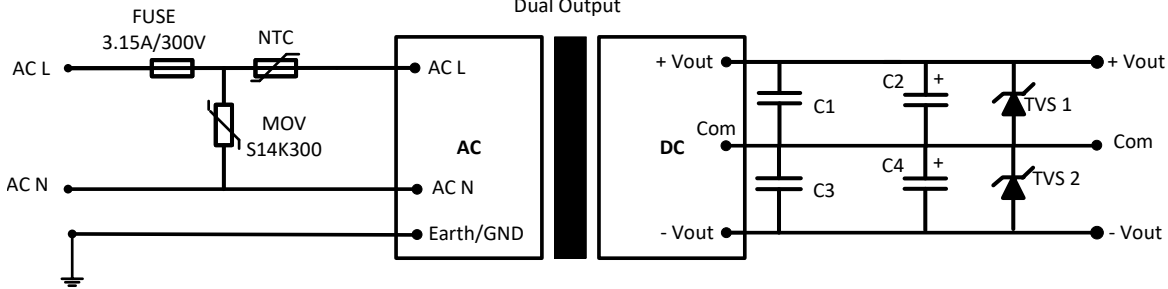 Dual Output
FUSE
3.15A/300V
NTC
AC L
AC L
MOV
S14K300
AC N
AC N
Earth/GND
AC
DC
+ Vout
Com
- Vout
C1
C2
+
C3
C4
+
TVS 1
TVS 2
+ Vout
Com
- Vout